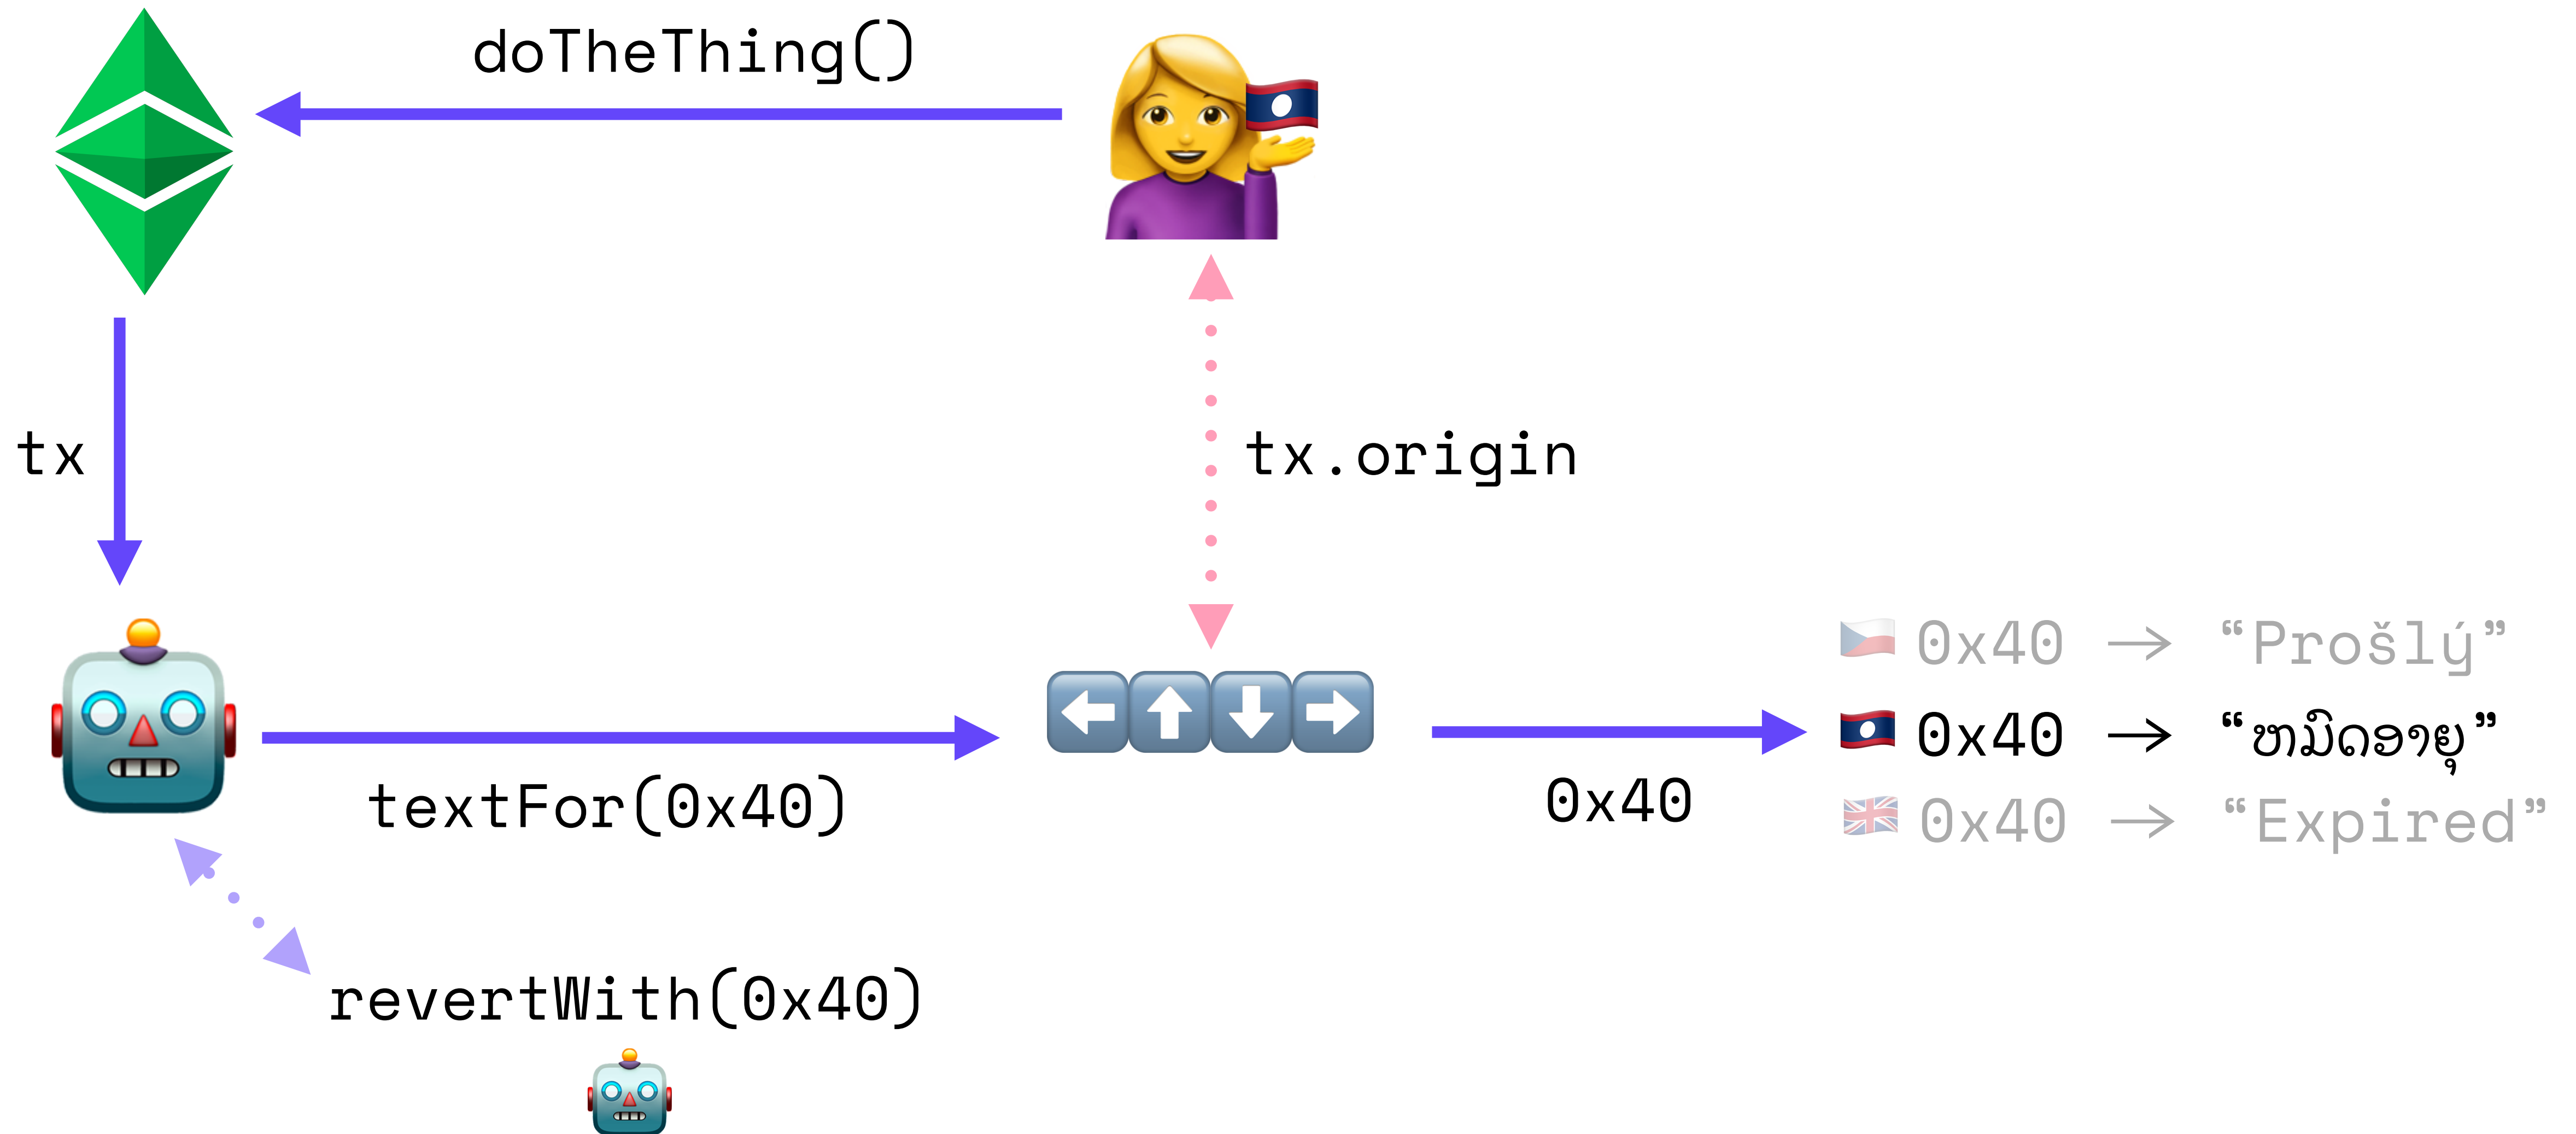 doTheThing()
tx
tx.origin
0x40 → “Prošlý”
0x40 → “ຫມົດອາຍຸ”
0x40 → “Expired”
textFor(0x40)
0x40
revertWith(0x40)